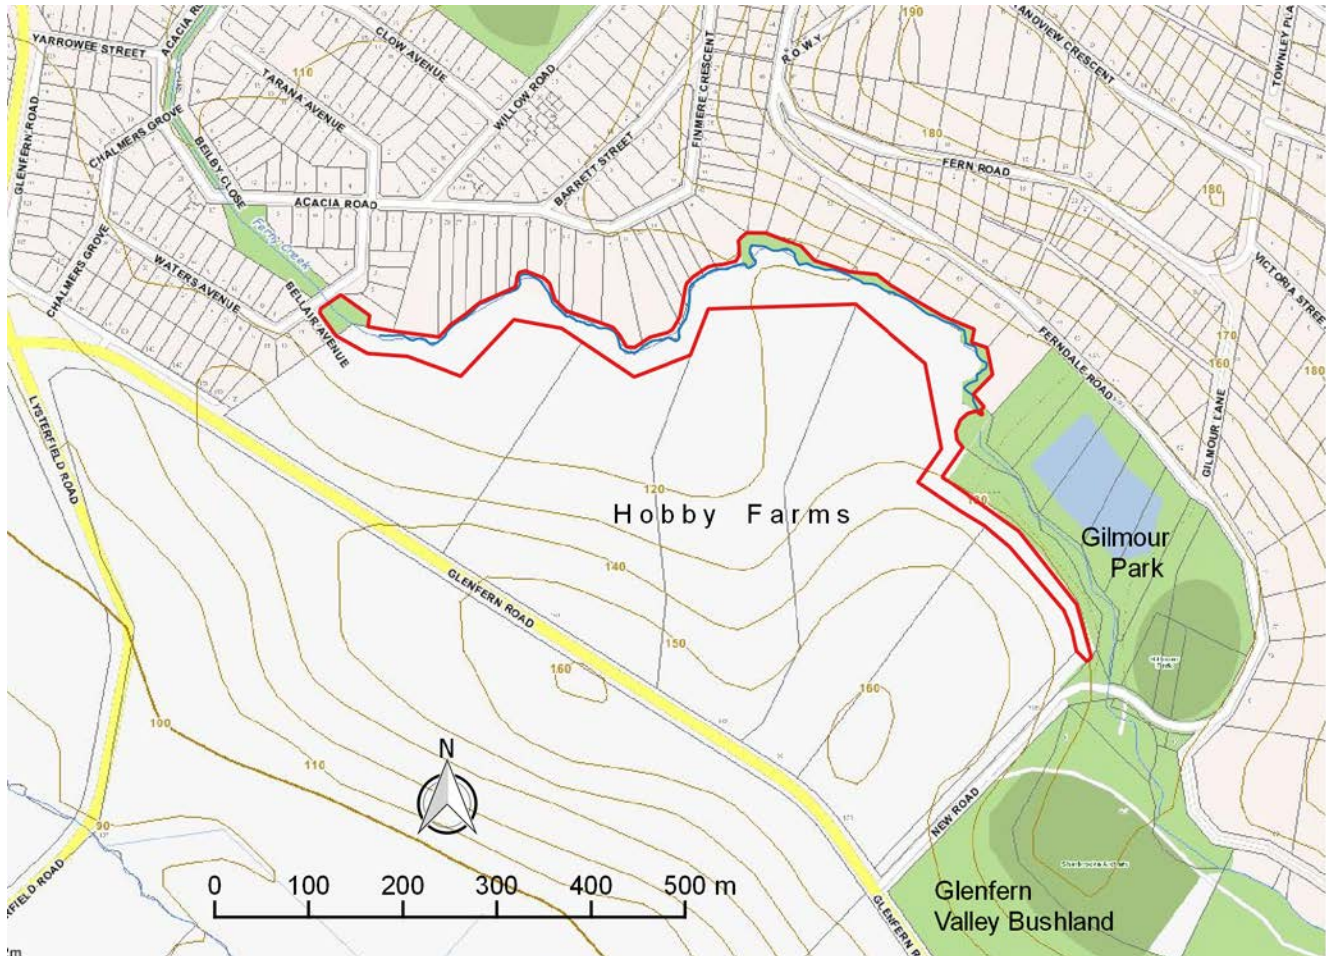 190
ANDVIEW CRESCENT
TOWNLEY PLA
ACACIA R
YARROWEE STREET
CLOW AVENUE
R.O.W.Y
110
TARANA AVENUE
WILLOW ROAD
FINMERE CRESCENT
GLENFERN ROAD
CHALMERS GROVE
BEILBY CLOSE
BARRETT STREET
180
FERN ROAD
180
ACACIA ROAD
Ferny Creek
CHALMERS GROVE
WATERS AVENUE
BELLAIR AVENUE
VICTORIA STREET
FERNDALE ROAD
170
160
180
GILMOUR LANE
LYSTERFIELD ROAD
120
Hobby Farms
Gilmour
Park
GLENFERN ROAD
140
150
160
160
100
110
N
90
NEW ROAD
FIELD ROAD
0 100 200 300 400 500 m
Glenfern
Valley Bushland
GLENFERN R